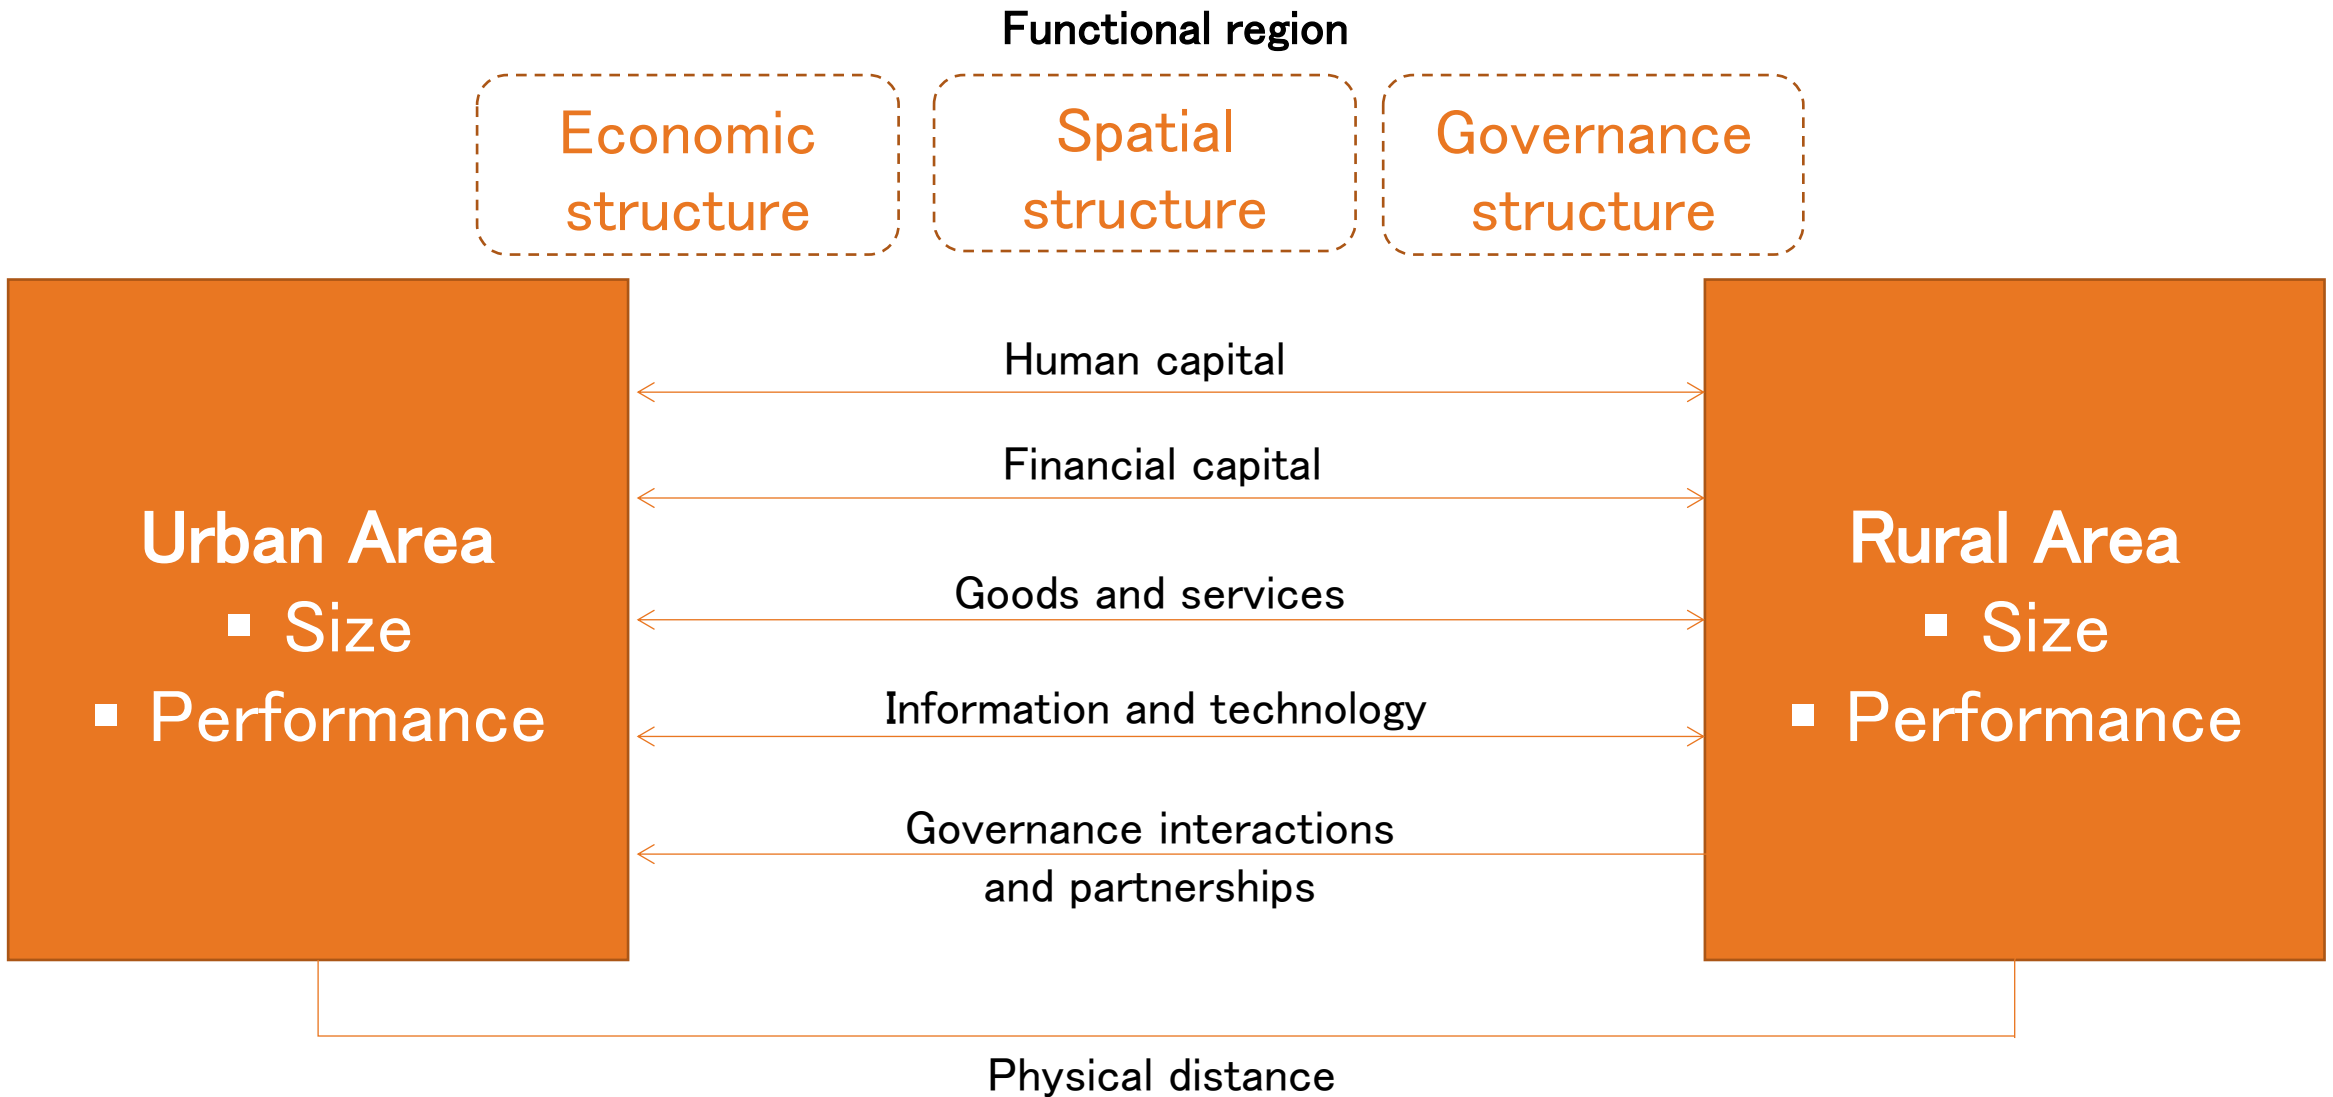 Functional region
Economic
structure
Spatial
structure
Governance
structure
Urban Area
▪ Size
▪ Performance
Human capital
Financial capital
Goods and services
Information and technology
Governance interactions
and partnerships
Rural Area
▪ Size
▪ Performance
Physical distance